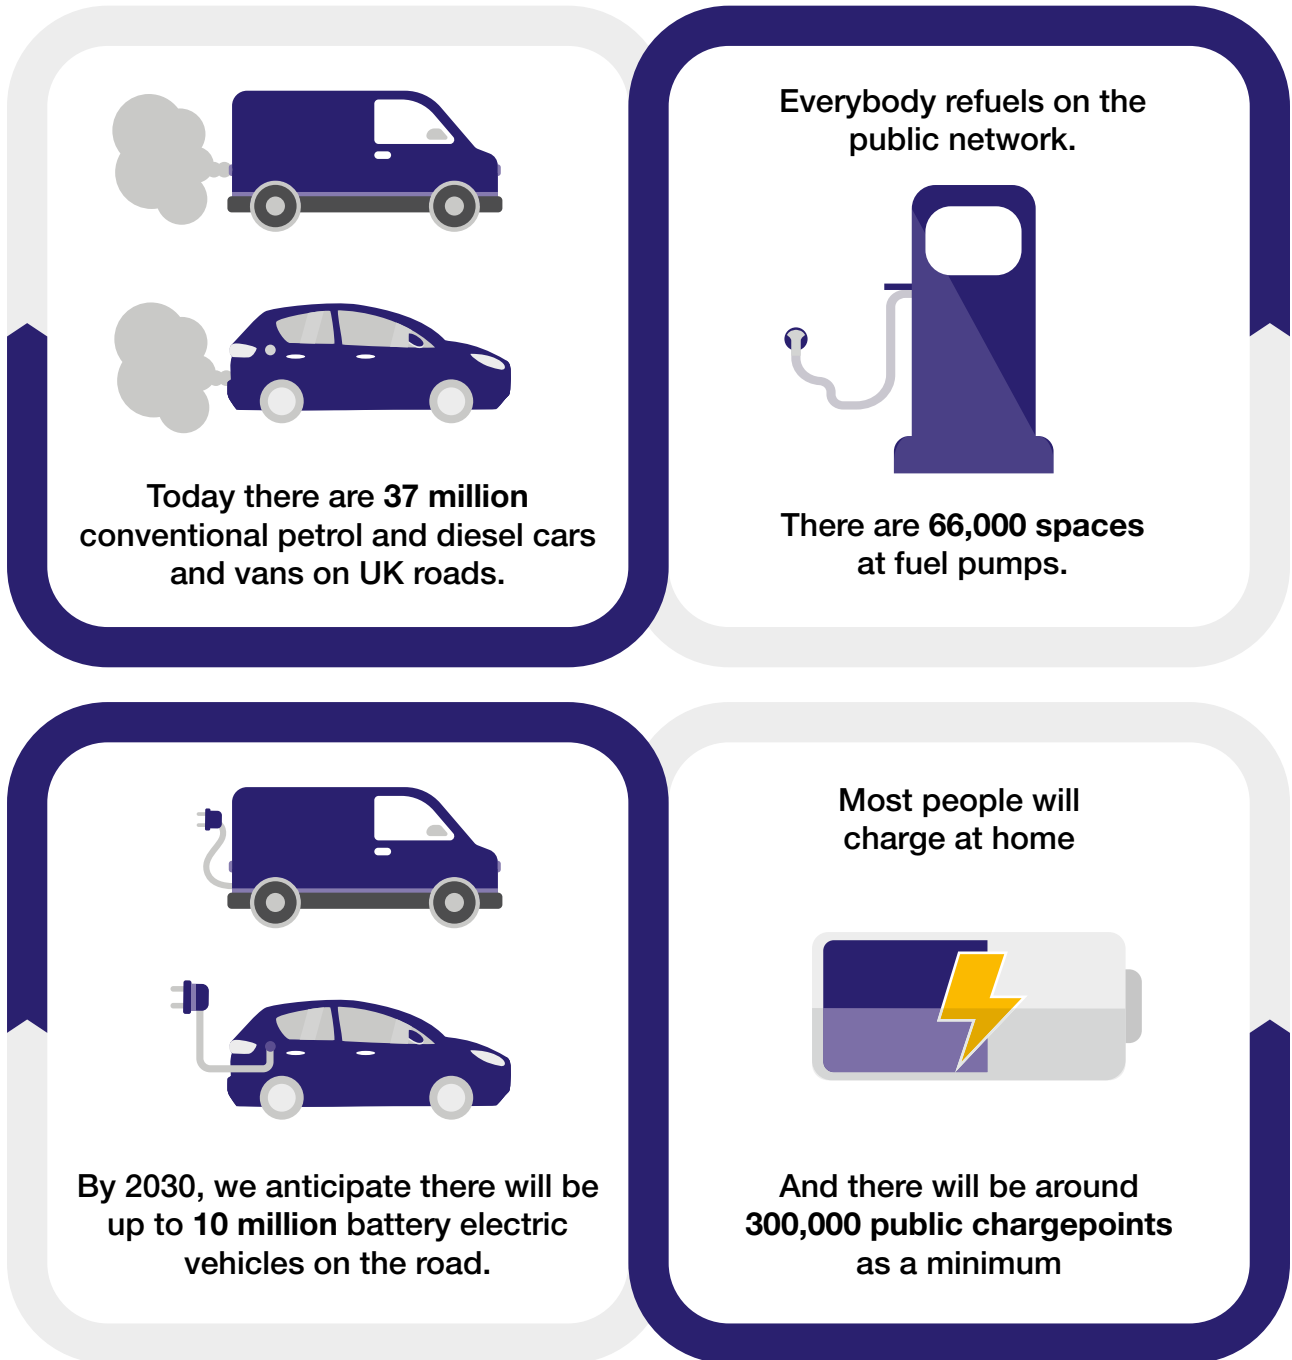 Today there are 37 million
conventional petrol and diesel cars
and vans on UK roads.
Everybody refuels on the
public network.
There are 66,000 spaces
at fuel pumps.
By 2030, we anticipate there will be
up to 10 million battery electric
vehicles on the road.
Most people will
charge at home
And there will be around
300,000 public chargepoints
as a minimum